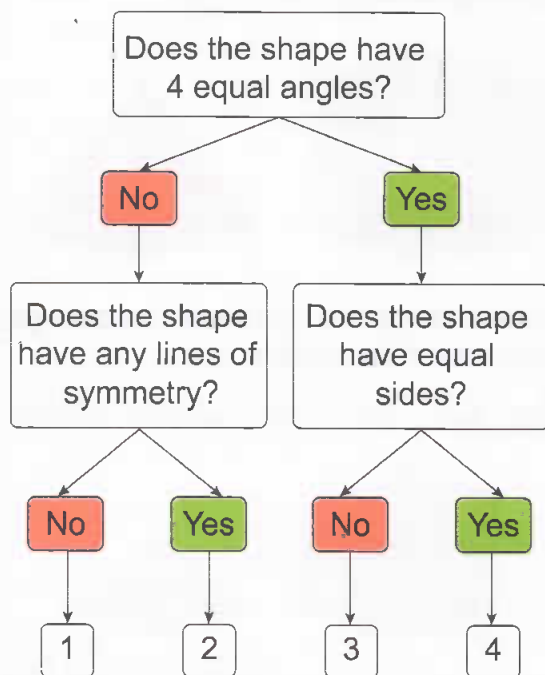 Does the shape have
4 equal angles?
No
Yes
Does the shape
have any lines of
symmetry?
Does the shape
have equal
sides?
No
Yes
No
Yes
1
2
3
4